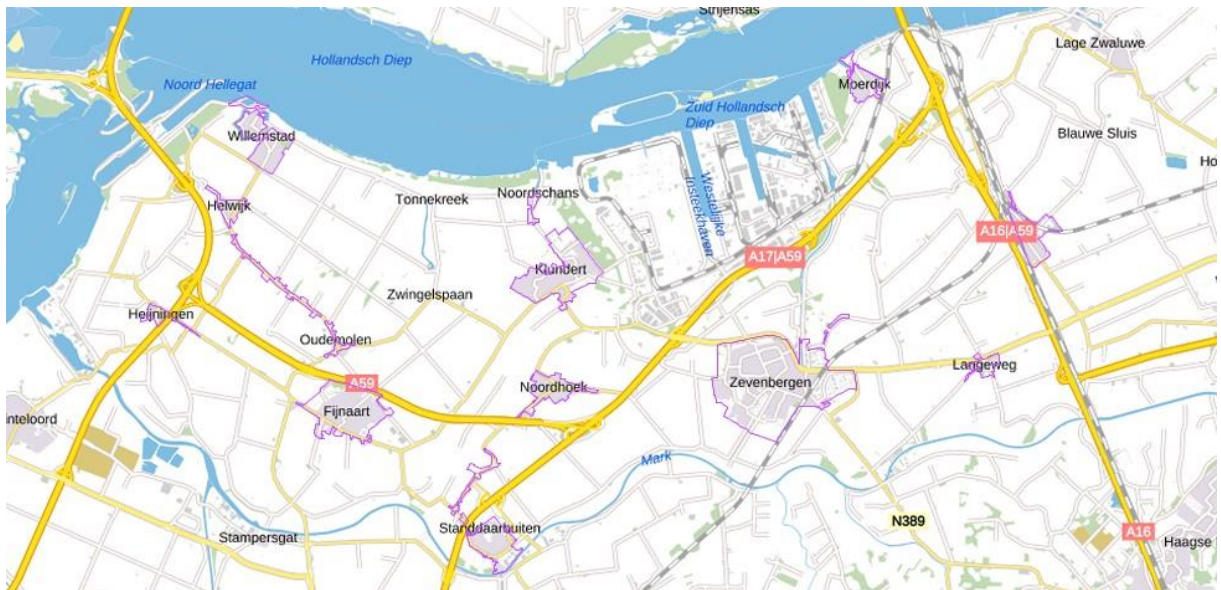 Strijensas
Lage Zwaluwe
Hollandsch Diep
Noord Hellegat
Moerdijk
Zuid Hollandsch
Diep
Willemstad
Blauwe Sluis
Ho
Noordschans
Tonnekreek
Westelijke
Insteekhaven
Helwijk
A16|A59
A17|A59
Klundert
Zwingelspaan
Heijningen
Oudemolen
Langeweg
A59
Noordhoek
Zevenbergen
Fijnaart
nteloord
Mark
N389
Standdaarbuiten
Stampersgat
A16
Haagse